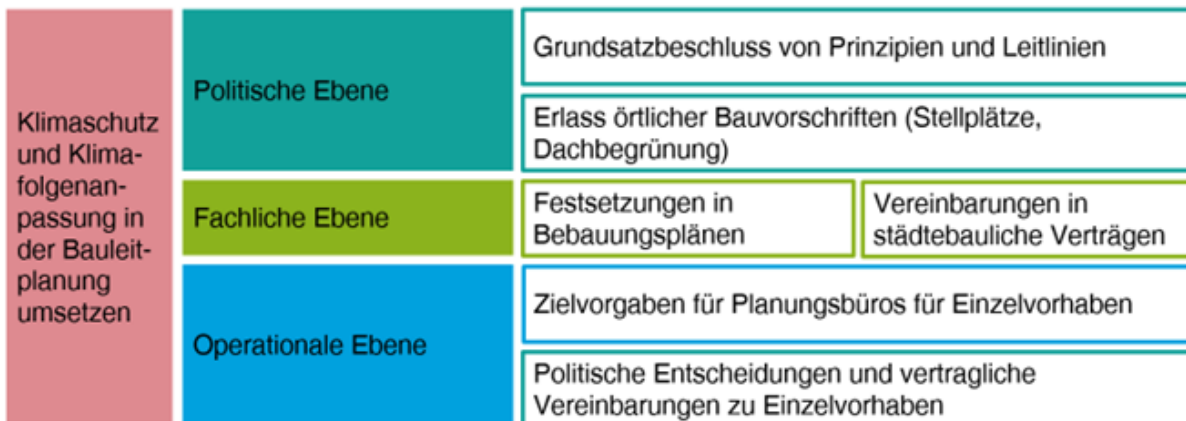 Klimaschutz
und Klima-
folgenan-
passung in
der Bauleit-
planung
umsetzen
Politische Ebene
Grundsatzbeschluss von Prinzipien und Leitlinien
Erlass örtlicher Bauvorschriften (Stellplätze,
Dachbegrünung)
Fachliche Ebene
Festsetzungen in
Bebauungsplänen
Vereinbarungen in
städtebauliche Verträgen
Operationale Ebene
Zielvorgaben für Planungsbüros für Einzelvorhaben
Politische Entscheidungen und vertragliche
Vereinbarungen zu Einzelvorhaben